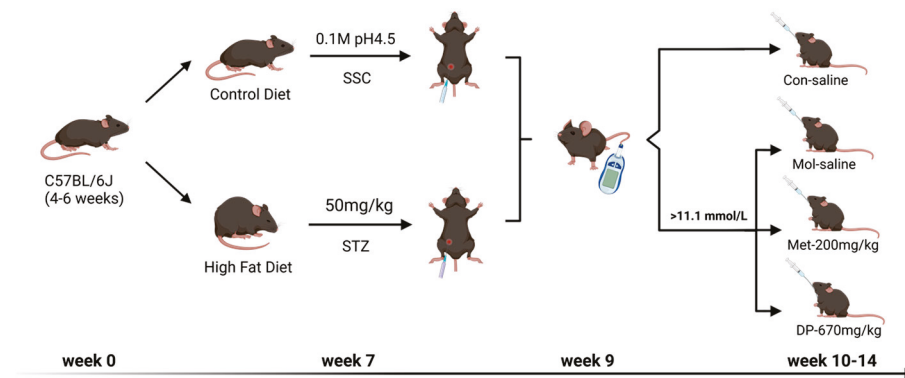 C57BL/6J
(4-6 weeks)
Control Diet
0.1M pH4.5
SSC
High Fat Diet
50mg/kg
STZ
>11.1 mmol/L
Con-saline
Mol-saline
Met-200mg/kg
DP-670mg/kg
week 0
week 7
week 9
week 10-14